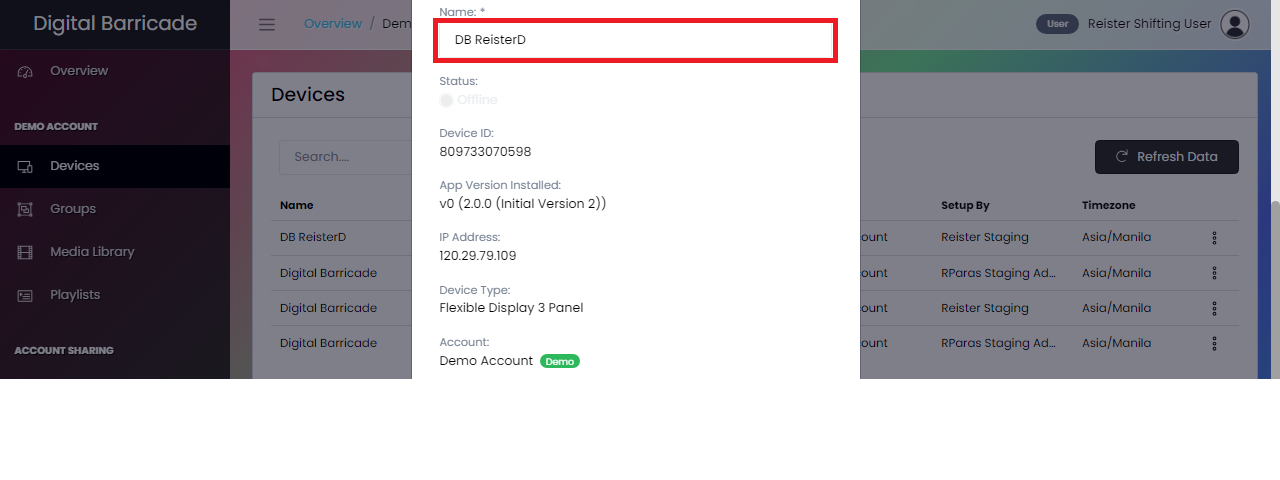 Digital Barricade
Overview
DEMO ACCOUNT
Devices
Groups
Media Library
Playlists
ACCOUNT SHARING
Overview / Dem
User Reister Shifting User
Devices
Search....
Refresh Data
Name Setup By Timezone
DB ReisterD ount Reister Staging Asia/Manila
Digital Barricade ount RParas Staging Ad... Asia/Manila
Digital Barricade ount Reister Staging Asia/Manila
Digital Barricade ount RParas Staging Ad... Asia/Manila
Name: *
DB ReisterD
Status:
Offline
Device ID:
809733070598
App Version Installed:
v0 (2.0.0 (Initial Version 2))
IP Address:
120.29.79.109
Device Type:
Flexible Display 3 Panel
Account:
Demo Account Demo